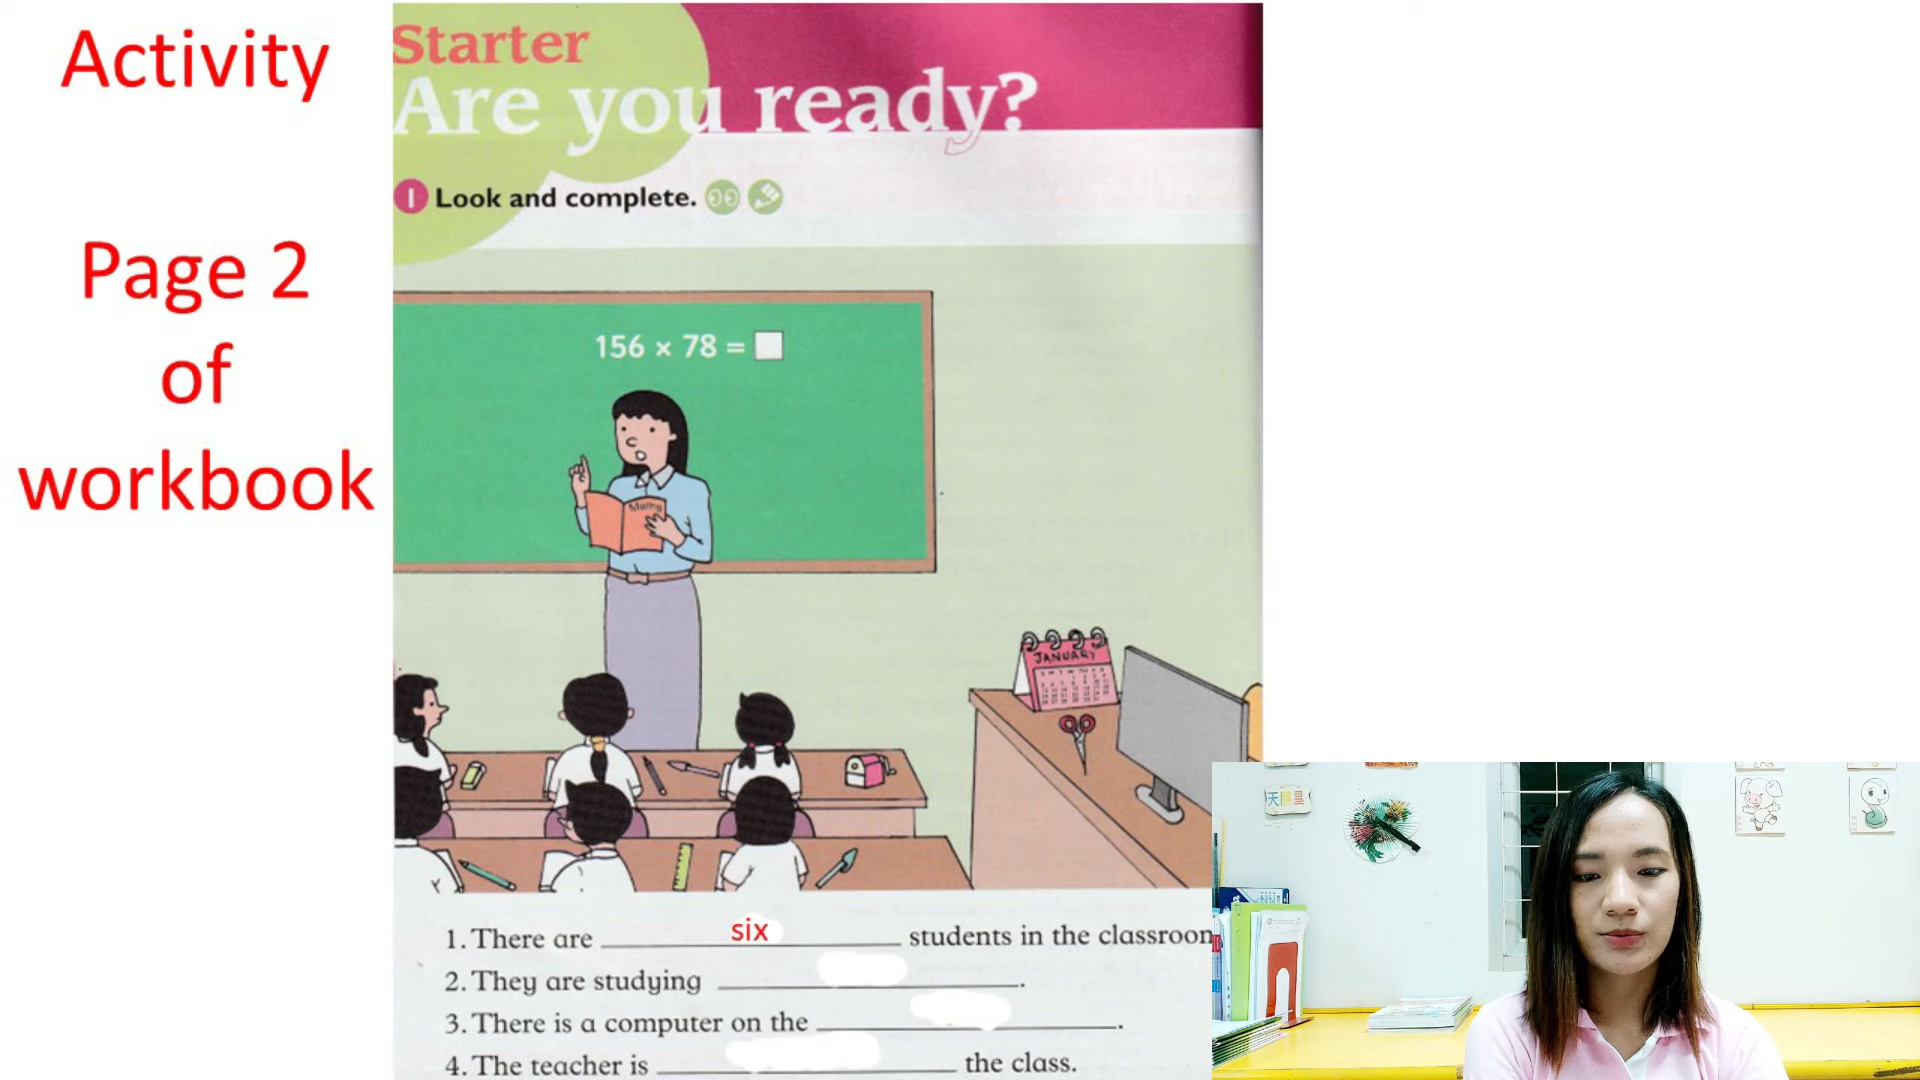 Activity
Page 2
of
workbook
Starter
Are you ready?
1 Look and complete.
156 × 78 =
Maths
JANUARY
1. There are six students in the classroom
2. They are studying .
3. There is a computer on the .
4. The teacher is the class.